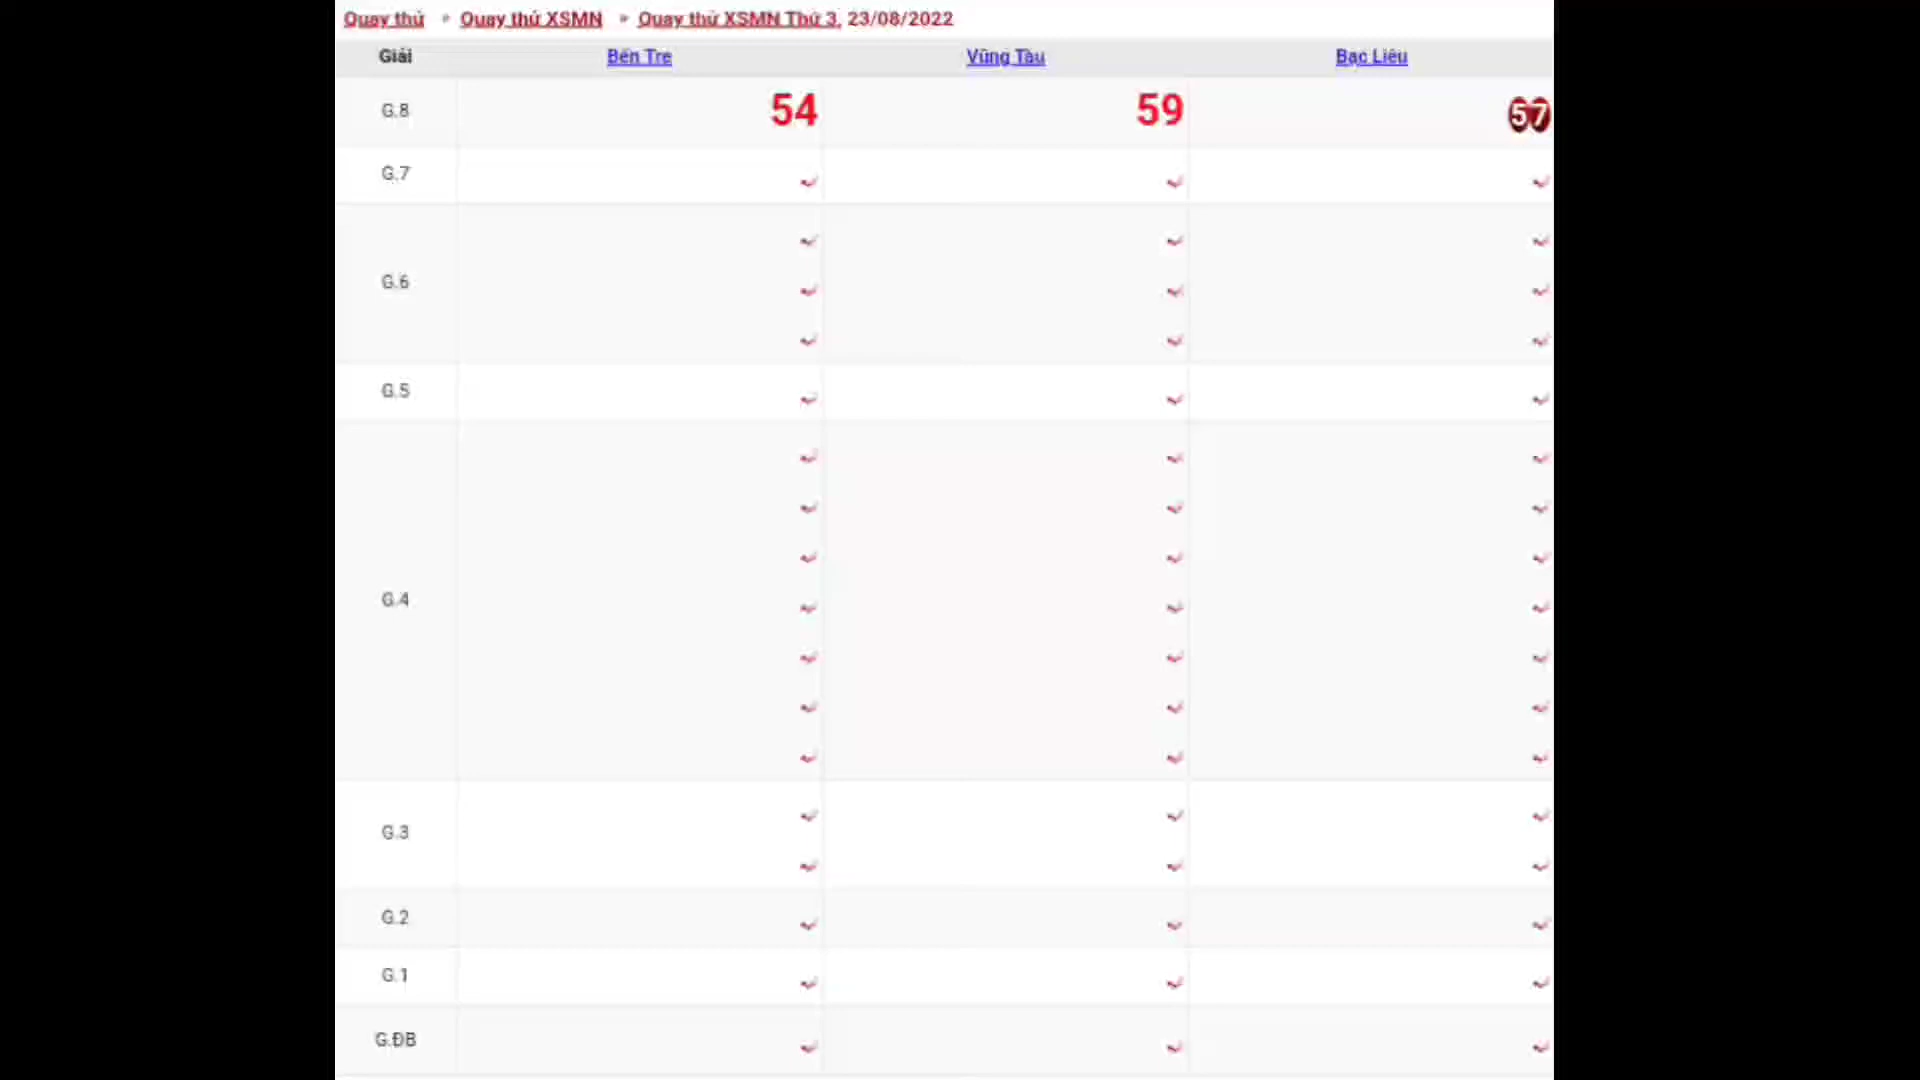 Quay thử » Quay thử XSMN » Quay thử XSMN Thứ 3, 23/08/2022
Giải Bến Tre Vũng Tàu Bạc Liêu
G.8 54 59 57
G.7
G.6
G.5
G.4
G.3
G.2
G.1
G.ĐB